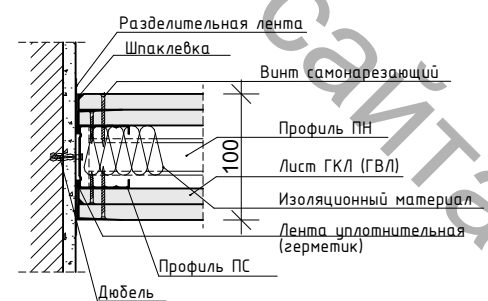 Разделительная лента
Шпаклевка
Винт самонарезающий
Профиль ПН
100
Лист ГКЛ (ГВЛ)
Изоляционный материал
Лента уплотнительная
(герметик)
Профиль ПС
Дюбель
сайта